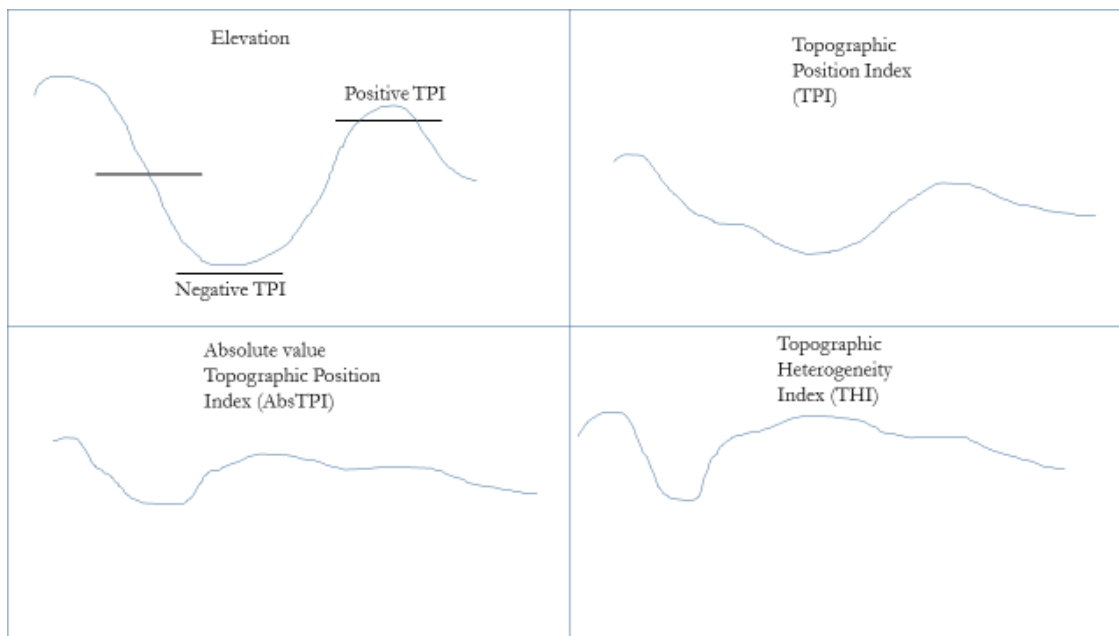 Elevation
Positive TPI
Negative TPI
Topographic
Position Index
(TPI)
Absolute value
Topographic Position
Index (AbsTPI)
Topographic
Heterogeneity
Index (THI)